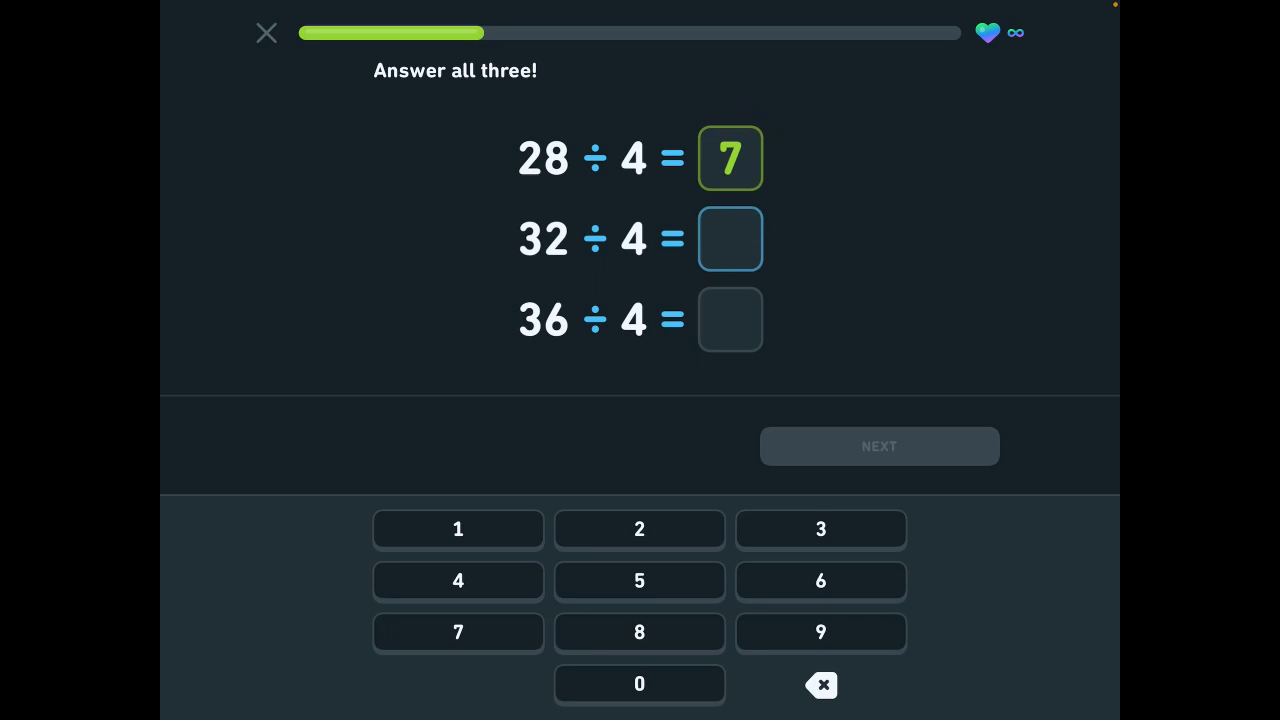 ∞
Answer all three!
28 ÷ 4 = 7
32 ÷ 4 =
36 ÷ 4 =
NEXT
1 2 3
4 5 6
7 8 9
0